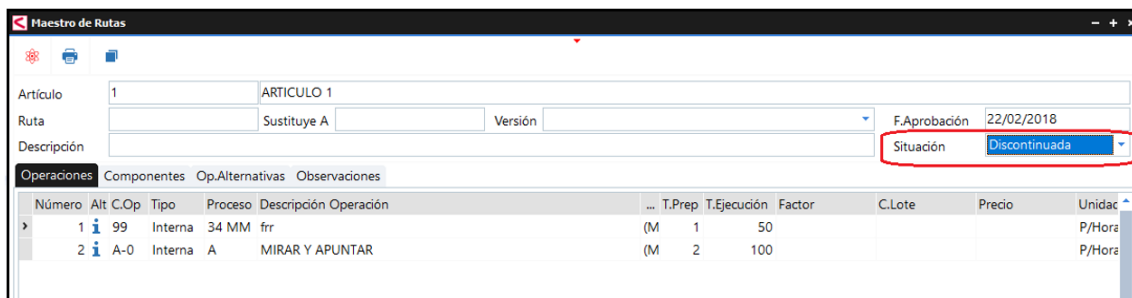 Maestro de Rutas
Artículo 1 ARTICULO 1
Ruta Sustituye A Versión F.Aprobación 22/02/2018
Descripción Situación Discontinuada
Operaciones Componentes Op.Alternativas Observaciones
Número Alt C.Op Tipo Proceso Descripción Operación ... T.Prep T.Ejecución Factor C.Lote Precio Unidac
1 99 Interna 34 MM frr (M 1 50 P/Hora
2 A-0 Interna A MIRAR Y APUNTAR (M 2 100 P/Hora